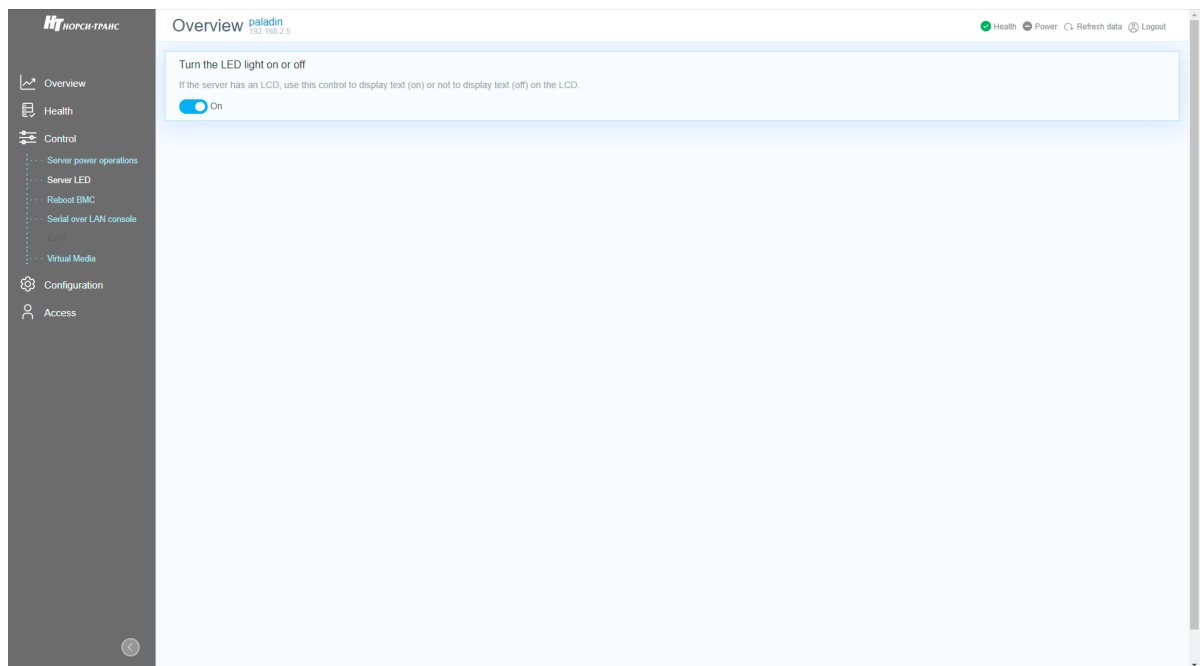 НТ НОРСИ-ТРАНС
Overview paladin
192.168.2.5
Health Power Refresh data Logout
Overview
Health
Control
Server power operations
Server LED
Reboot BMC
Serial over LAN console
KVM
Virtual Media
Configuration
Access
Turn the LED light on or off
If the server has an LCD, use this control to display text (on) or not to display text (off) on the LCD.
On